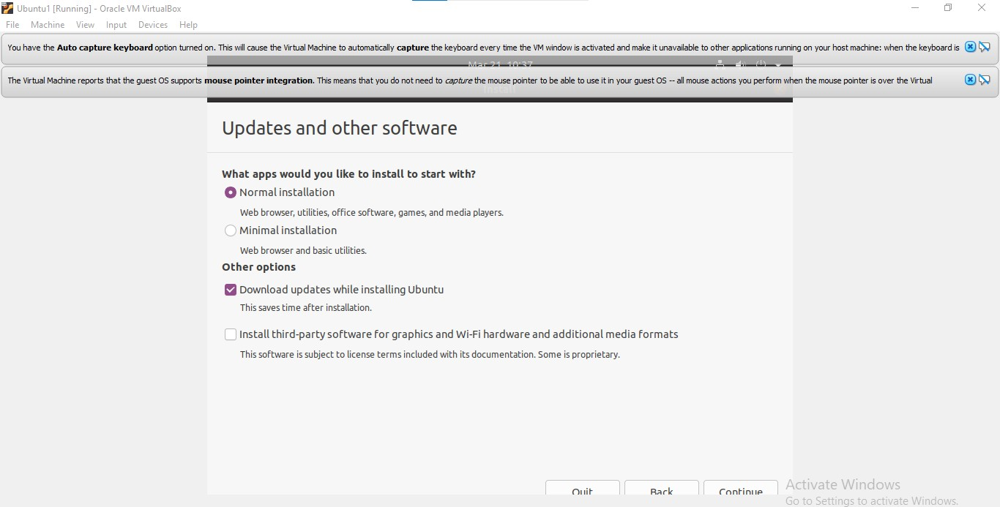 Ubuntu1 [Running] - Oracle VM VirtualBox
File Machine View Input Devices Help
You have the Auto capture keyboard option turned on. This will cause the Virtual Machine to automatically capture the keyboard every time the VM window is activated and make it unavailable to other applications running on your host machine: when the keyboard is
Mar 21 10:37
The Virtual Machine reports that the guest OS supports mouse pointer integration. This means that you do not need to capture the mouse pointer to be able to use it in your guest OS -- all mouse actions you perform when the mouse pointer is over the Virtual
Updates and other software
What apps would you like to install to start with?
Normal installation
Web browser, utilities, office software, games, and media players.
Minimal installation
Web browser and basic utilities.
Other options
Download updates while installing Ubuntu
This saves time after installation.
Install third-party software for graphics and Wi-Fi hardware and additional media formats
This software is subject to license terms included with its documentation. Some is proprietary.
Quit Back Continue
Activate Windows
Go to Settings to activate Windows.